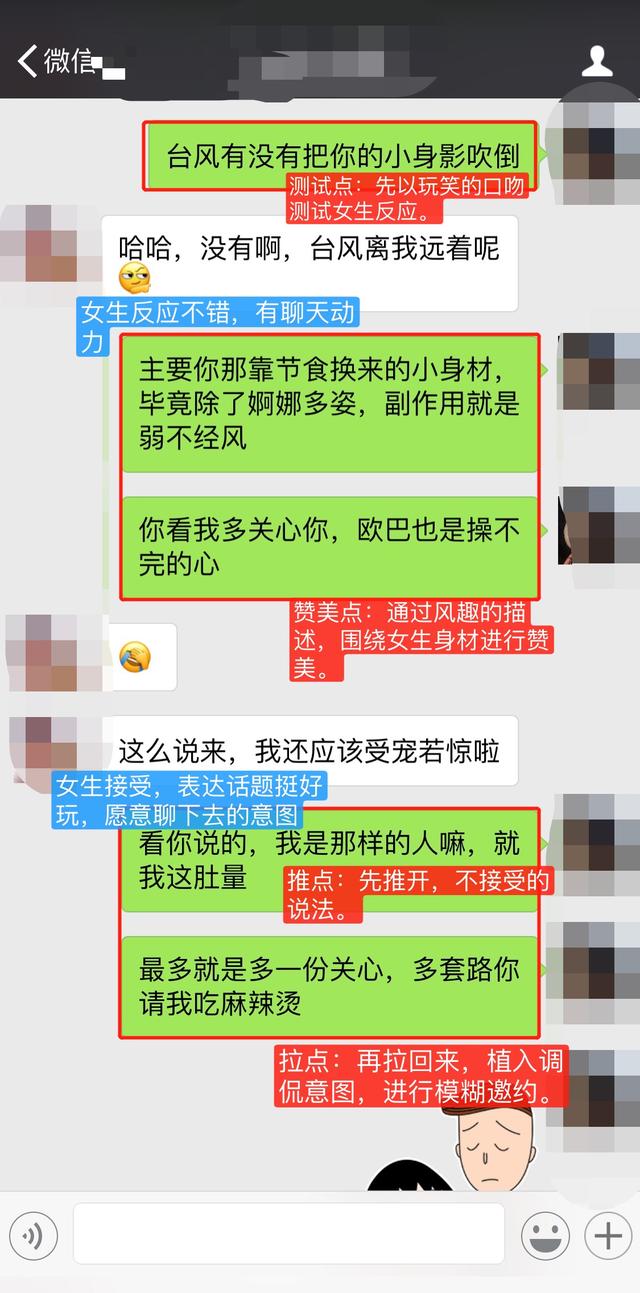 微信
台风有没有把你的小身影吹倒
测试点：先以玩笑的口吻
测试女生反应。
哈哈，没有啊，台风离我远着呢
女生反应不错，有聊天动
力
主要你那靠节食换来的小身材，
毕竟除了婀娜多姿，副作用就是
弱不经风
你看我多关心你，欧巴也是操不
完的心
赞美点：通过风趣的描
述，围绕女生身材进行赞
美。
这么说来，我还应该受宠若惊啦
女生接受，表达话题挺好
玩，愿意聊下去的意图
看你说的，我是那样的人嘛，就
我这肚量
推点：先推开，不接受的
说法。
最多就是多一份关心，多套路你
请我吃麻辣烫
拉点：再拉回来，植入调
侃意图，进行模糊邀约。